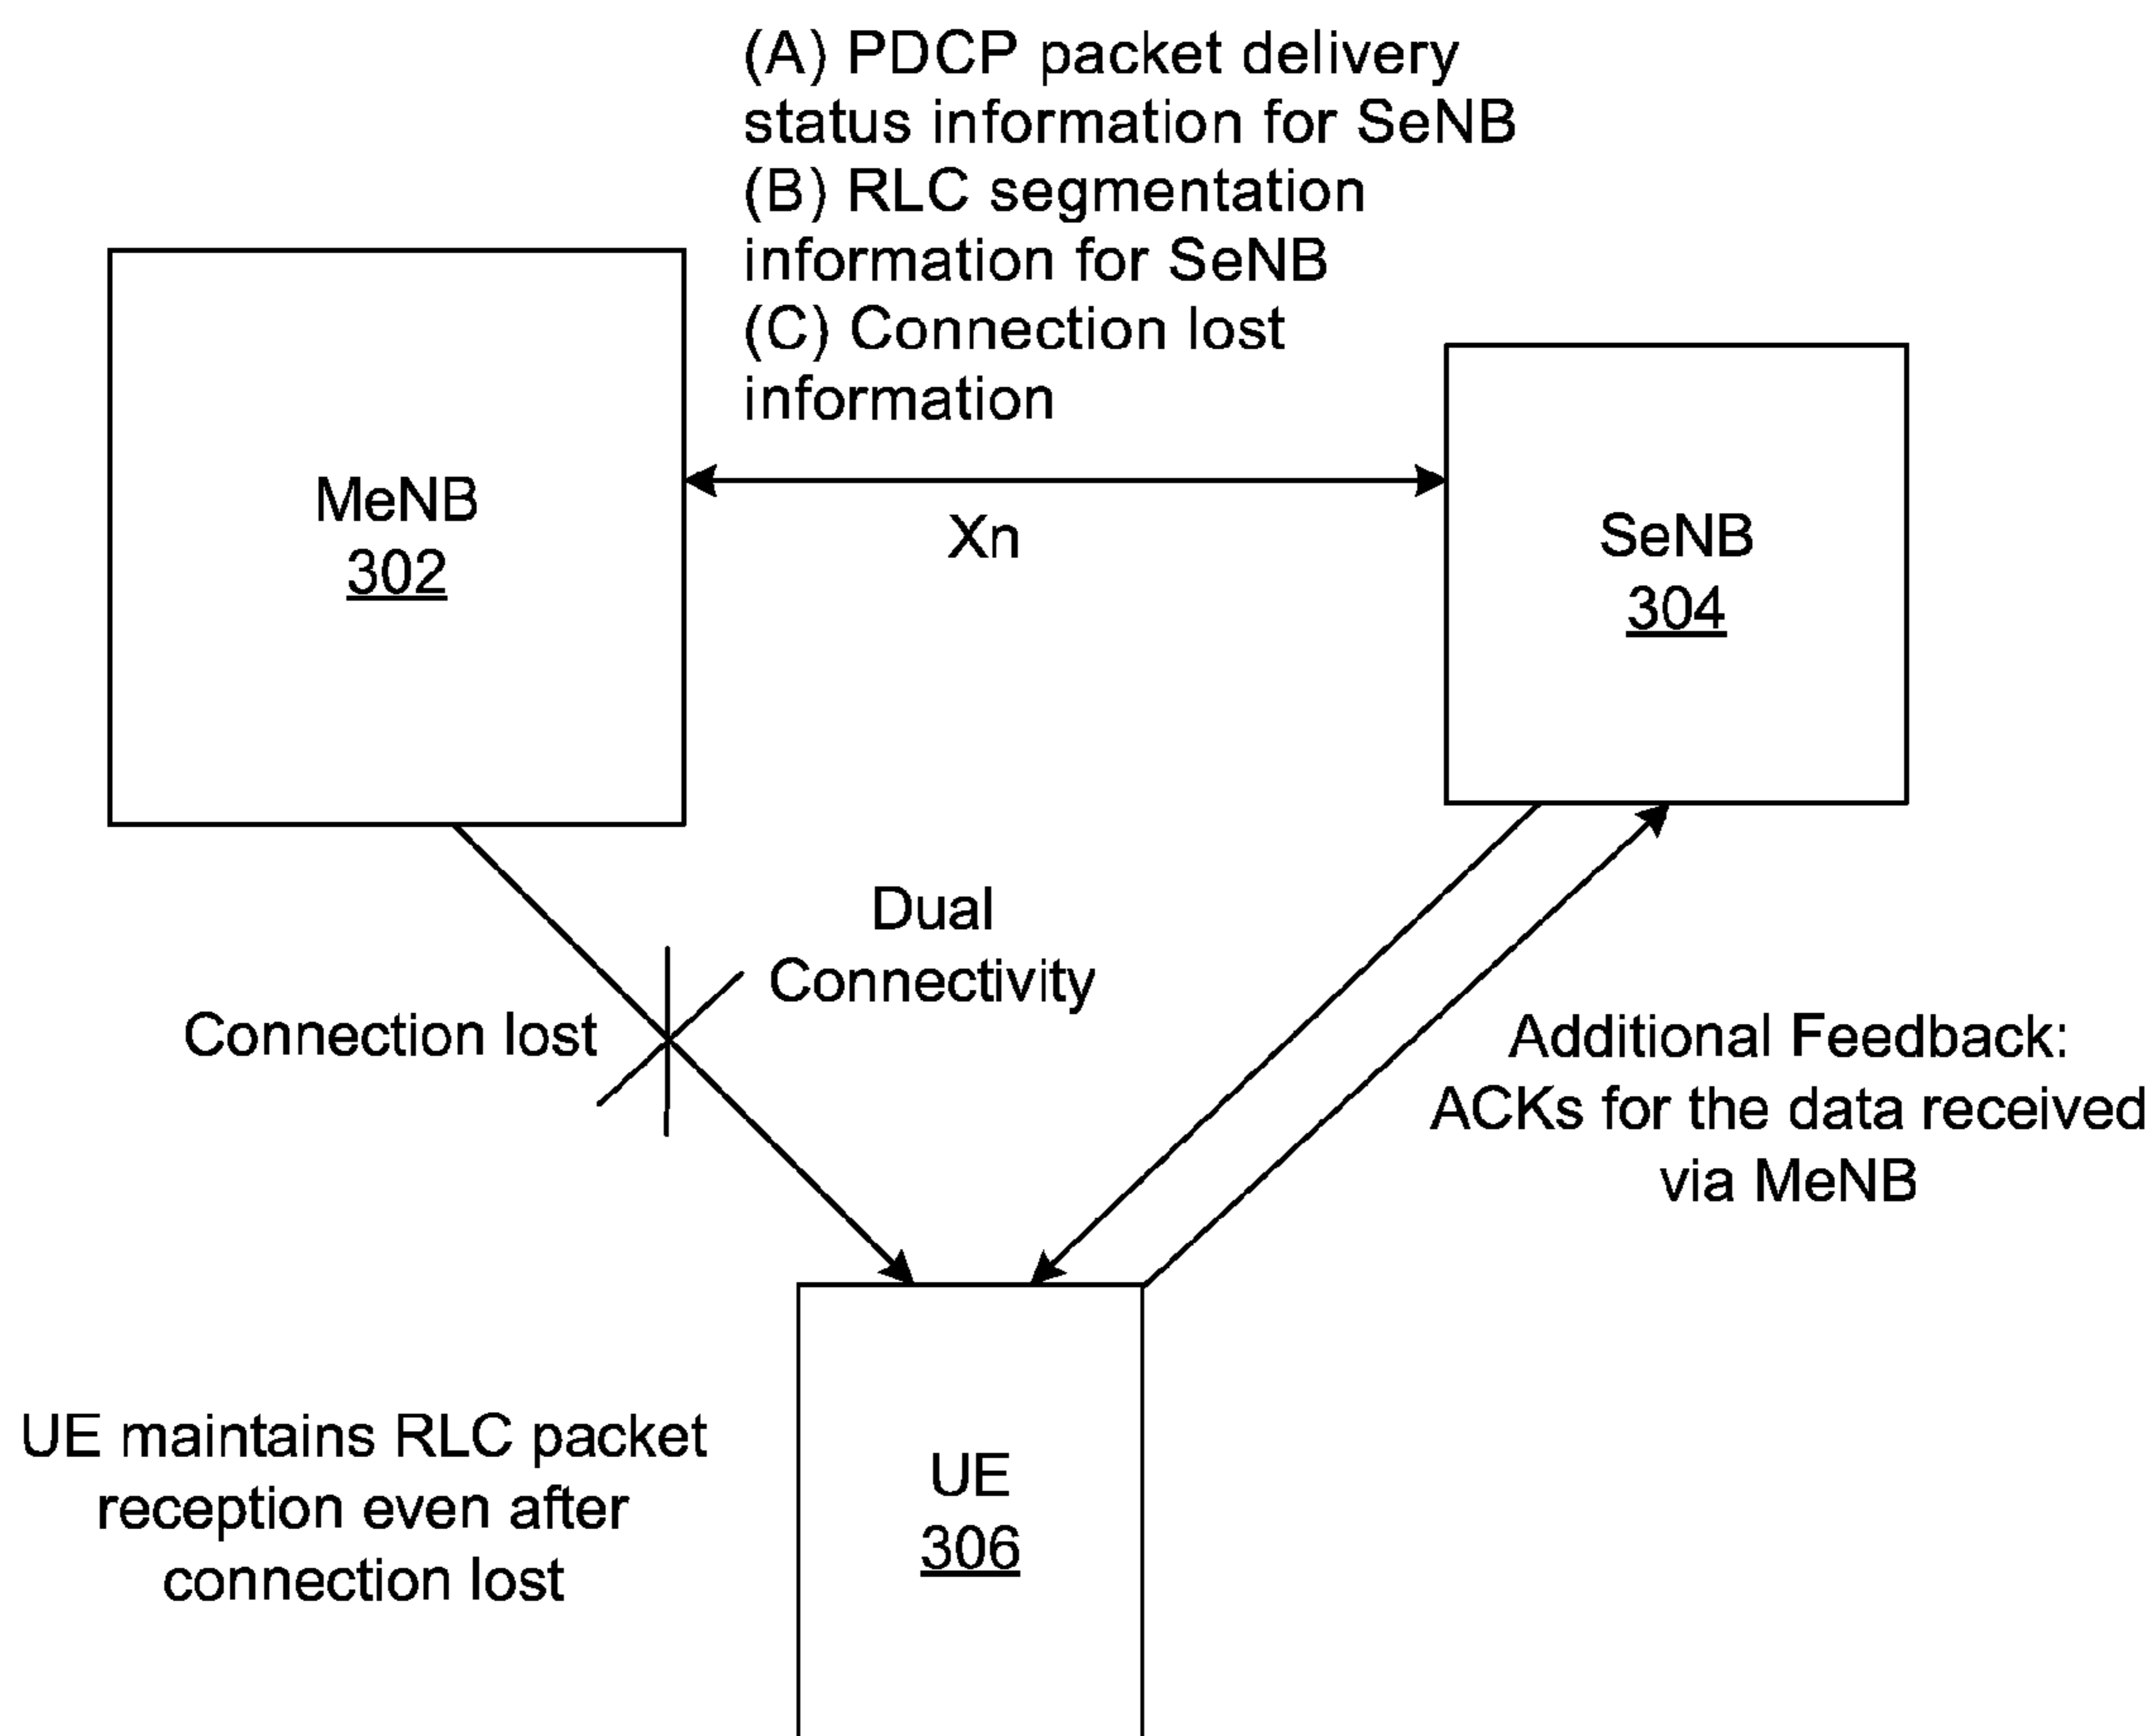 (A) PDCP packet delivery
status information for SeNB
(B) RLC segmentation
information for SeNB
(C) Connection lost
information
MeNB
302
Xn
SeNB
304
Dual
Connectivity
Connection lost
Additional Feedback:
ACKs for the data received
via MeNB
UE maintains RLC packet
reception even after
connection lost
UE
306